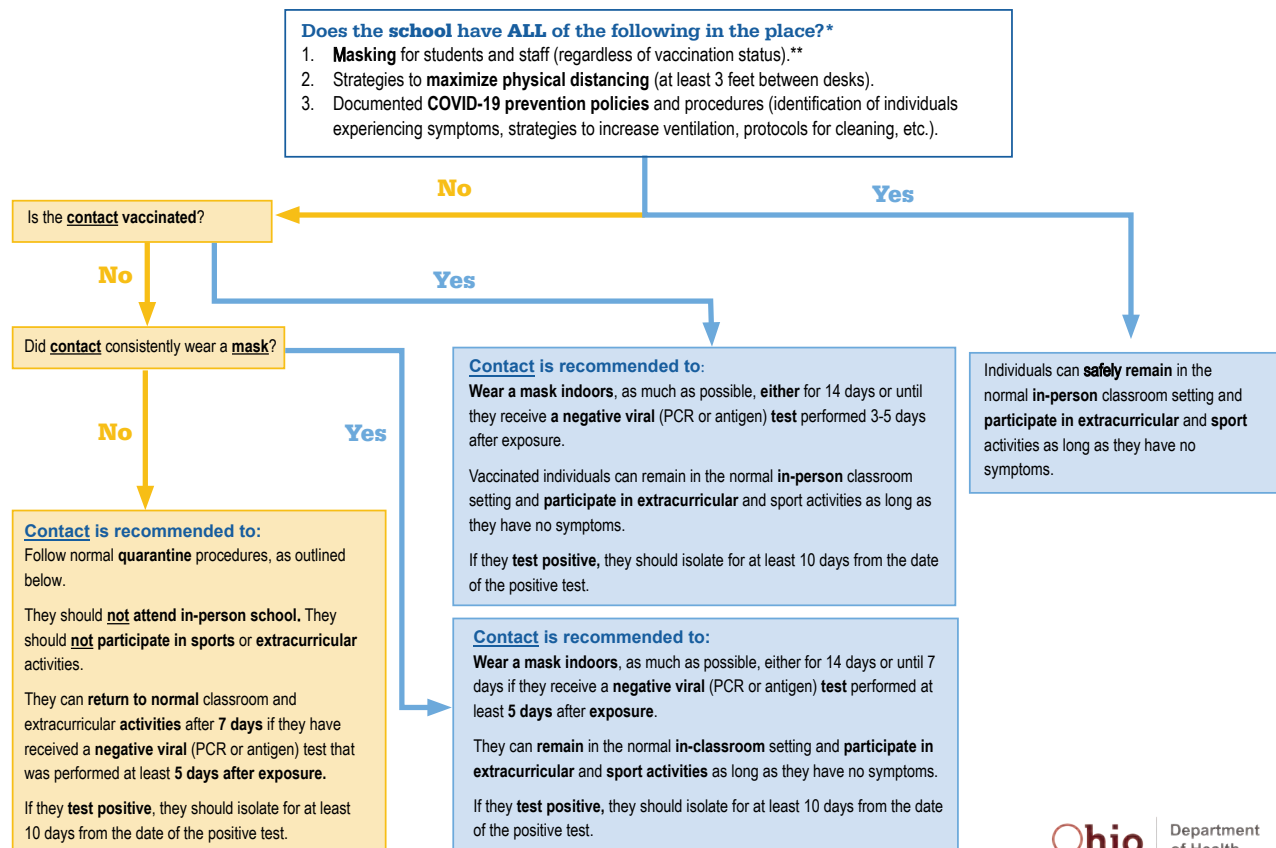 Does the school have ALL of the following in the place?*
1. Masking for students and staff (regardless of vaccination status).**
2. Strategies to maximize physical distancing (at least 3 feet between desks).
3. Documented COVID-19 prevention policies and procedures (identification of individuals
experiencing symptoms, strategies to increase ventilation, protocols for cleaning, etc.).
No
Yes
Is the contact vaccinated?
No
Yes
Did contact consistently wear a mask?
No
Yes
Contact is recommended to:
Wear a mask indoors, as much as possible, either for 14 days or until
they receive a negative viral (PCR or antigen) test performed 3-5 days
after exposure.
Vaccinated individuals can remain in the normal in-person classroom
setting and participate in extracurricular and sport activities as long as
they have no symptoms.
If they test positive, they should isolate for at least 10 days from the date
of the positive test.
Individuals can safely remain in the
normal in-person classroom setting and
participate in extracurricular and sport
activities as long as they have no
symptoms.
Contact is recommended to:
Follow normal quarantine procedures, as outlined
below.
They should not attend in-person school. They
should not participate in sports or extracurricular
activities.
They can return to normal classroom and
extracurricular activities after 7 days if they have
received a negative viral (PCR or antigen) test that
was performed at least 5 days after exposure.
If they test positive, they should isolate for at least
10 days from the date of the positive test.
Contact is recommended to:
Wear a mask indoors, as much as possible, either for 14 days or until 7
days if they receive a negative viral (PCR or antigen) test performed at
least 5 days after exposure.
They can remain in the normal in-classroom setting and participate in
extracurricular and sport activities as long as they have no symptoms.
If they test positive, they should isolate for at least 10 days from the date
of the positive test.
Ohio
Department
of Health